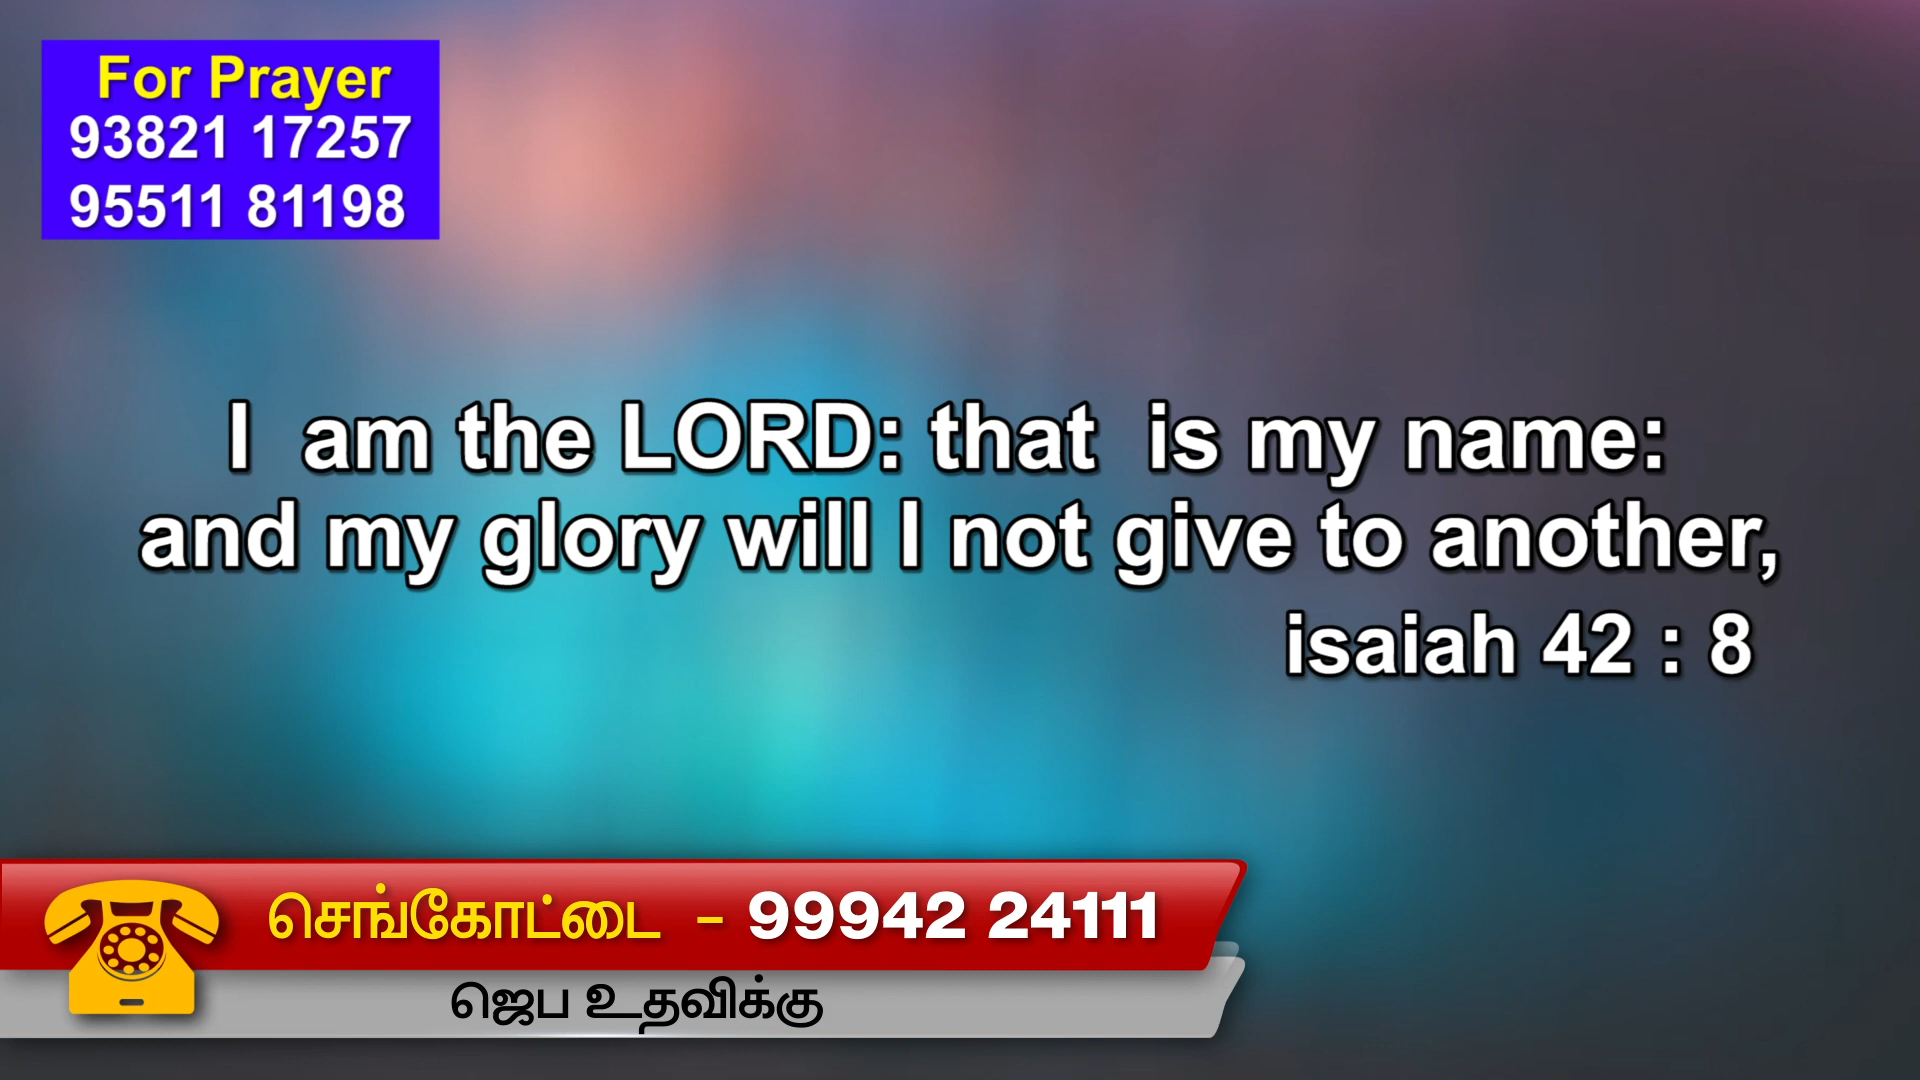 For Prayer
93821 17257
95511 81198
I am the LORD: that is my name:
and my glory will I not give to another,
isaiah 42 : 8
செங்கோட்டை - 99942 24111
ஜெப உதவிக்கு